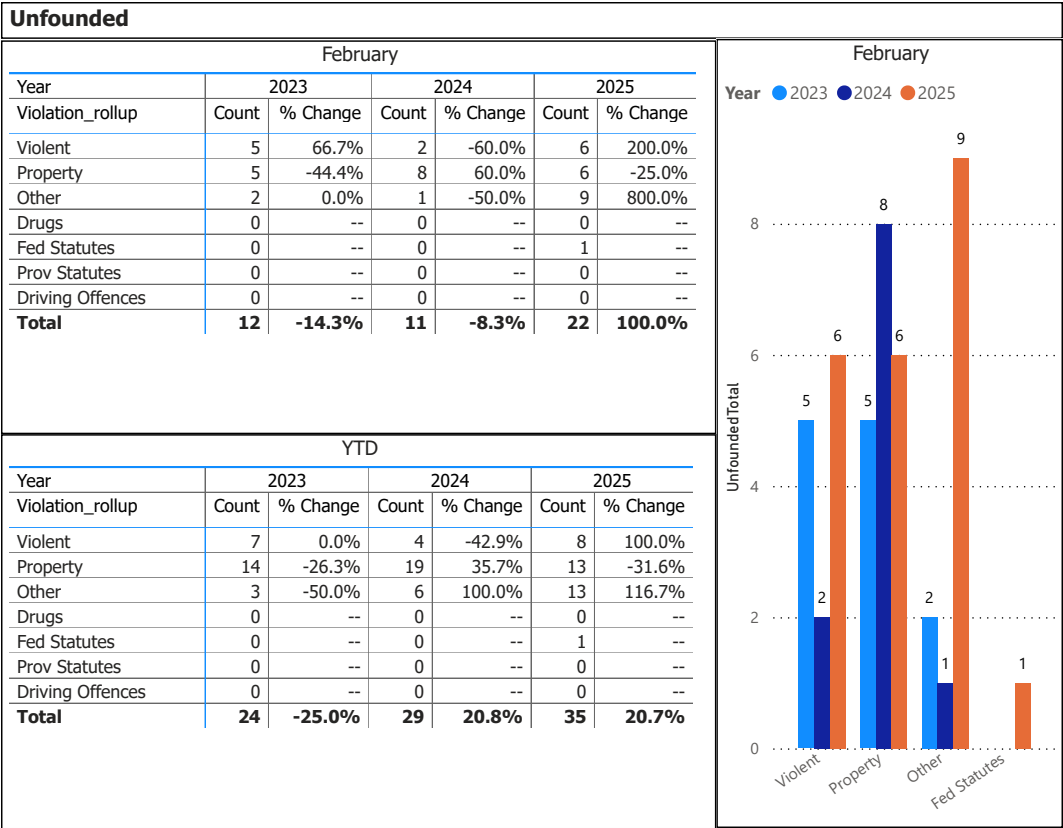 Unfounded
February
Year 2023 2024 2025
Violation_rollup Count % Change Count % Change Count % Change
Violent 5 66.7% 2 -60.0% 6 200.0%
Property 5 -44.4% 8 60.0% 6 -25.0%
Other 2 0.0% 1 -50.0% 9 800.0%
Drugs 0 -- 0 -- 0 --
Fed Statutes 0 -- 0 -- 1 --
Prov Statutes 0 -- 0 -- 0 --
Driving Offences 0 -- 0 -- 0 --
Total 12 -14.3% 11 -8.3% 22 100.0%
YTD
Year 2023 2024 2025
Violation_rollup Count % Change Count % Change Count % Change
Violent 7 0.0% 4 -42.9% 8 100.0%
Property 14 -26.3% 19 35.7% 13 -31.6%
Other 3 -50.0% 6 100.0% 13 116.7%
Drugs 0 -- 0 -- 0 --
Fed Statutes 0 -- 0 -- 1 --
Prov Statutes 0 -- 0 -- 0 --
Driving Offences 0 -- 0 -- 0 --
Total 24 -25.0% 29 20.8% 35 20.7%
February
Year 2023 2024 2025
UnfoundedTotal
8
6
4
2
0
5 2 6
5 8 6
2 1 9
1
Violent Property Other Fed Statutes